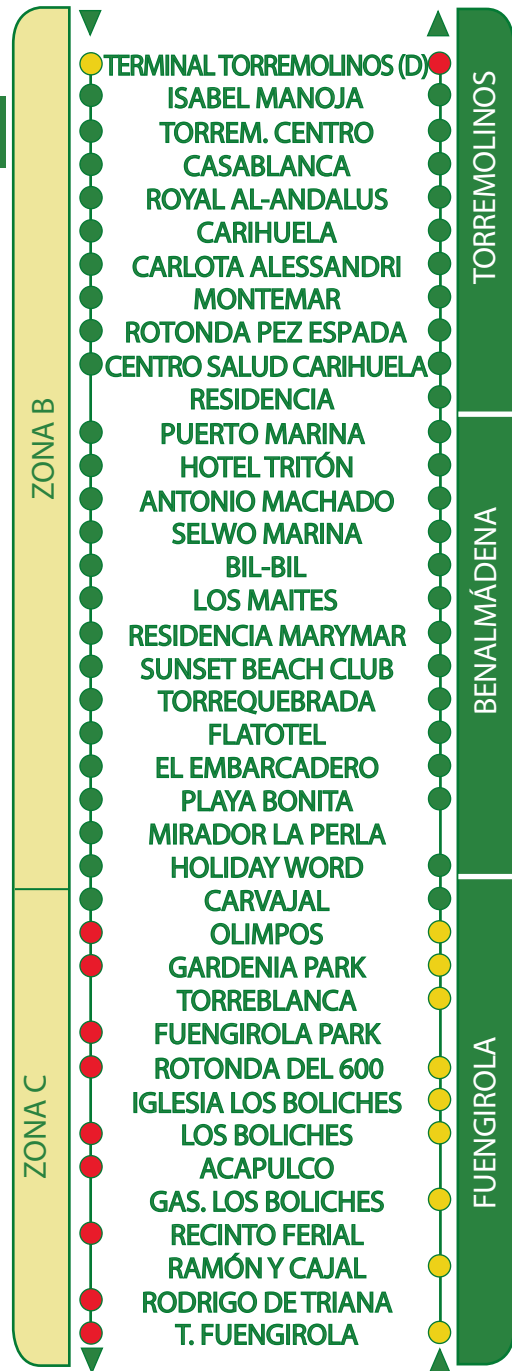 TERMINAL TORREMOLINOS (D)
ISABEL MANOJA
TORREM. CENTRO
CASABLANCA
ROYAL AL-ANDALUS
CARIHUELA
CARLOTA ALESSANDRI
MONTEMAR
ROTONDA PEZ ESPADA
CENTRO SALUD CARIHUELA
RESIDENCIA
PUERTO MARINA
HOTEL TRITÓN
ANTONIO MACHADO
SELWO MARINA
BIL-BIL
LOS MAITES
RESIDENCIA MARYMAR
SUNSET BEACH CLUB
TORREQUEBRADA
FLATOTEL
EL EMBARCADERO
PLAYA BONITA
MIRADOR LA PERLA
HOLIDAY WORD
CARVAJAL
OLIMPOS
GARDENIA PARK
TORREBLANCA
FUENGIROLA PARK
ROTONDA DEL 600
IGLESIA LOS BOLICHES
LOS BOLICHES
ACAPULCO
GAS. LOS BOLICHES
RECINTO FERIAL
RAMÓN Y CAJAL
RODRIGO DE TRIANA
T. FUENGIROLA
ZONA B
ZONA C
TORREMOLINOS
BENALMÁDENA
FUENGIROLA